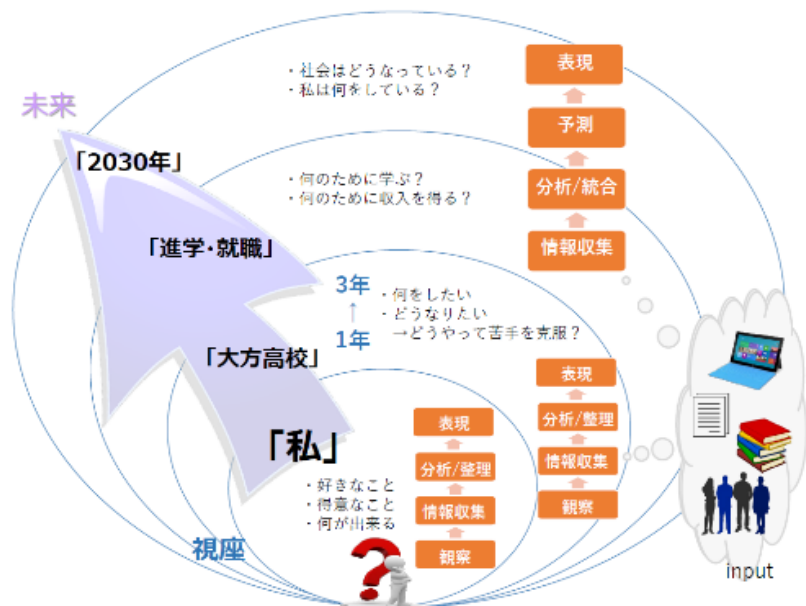 ・社会はどうなっている？
・私は何をしている？
表現
予測
分析/統合
情報収集
未来
「2030年」
・何のために学ぶ？
・何のために収入を得る？
「進学・就職」
3年
↑
1年
・何をしたい
・どうなりたい
→どうやって苦手を克服？
「大方高校」
表現
分析/整理
情報収集
観察
「私」
・好きなこと
・得意なこと
・何が出来る
表現
分析/整理
情報収集
観察
視座
?
input